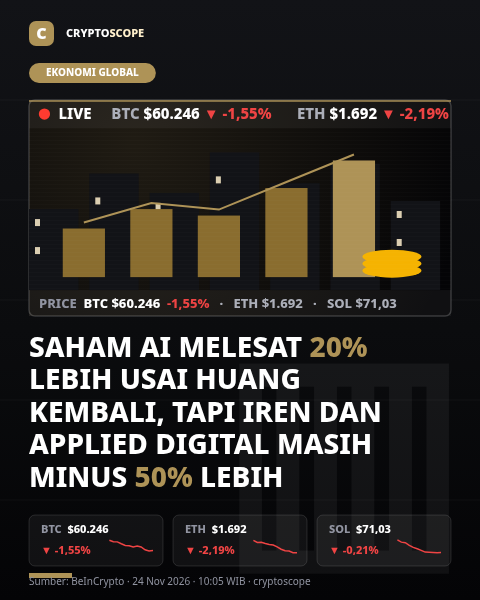 C CRYPTOSCOPE
EKONOMI GLOBAL
LIVE BTC $60.246 ▼ -1,55% ETH $1.692 ▼ -2,19%
PRICE BTC $60.246 -1,55% · ETH $1.692 · SOL $71,03
SAHAM AI MELESAT 20%
LEBIH USAI HUANG
KEMBALI, TAPI IREN DAN
APPLIED DIGITAL MASIH
MINUS 50% LEBIH
BTC $60.246
▼ -1,55%
ETH $1.692
▼ -2,19%
SOL $71,03
▼ -0,21%
Sumber: BeInCrypto · 24 Nov 2026 · 10:05 WIB · cryptoscope